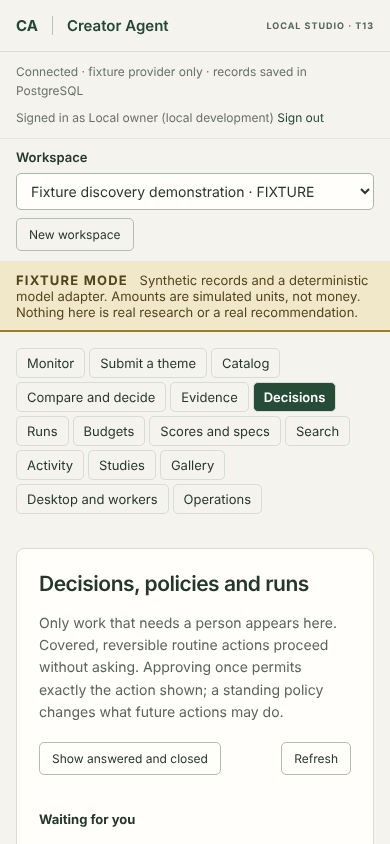 CA Creator Agent LOCAL STUDIO · T13
Connected · fixture provider only · records saved in
PostgreSQL
Signed in as Local owner (local development) Sign out
Workspace
Fixture discovery demonstration · FIXTURE
New workspace
FIXTURE MODE Synthetic records and a deterministic
model adapter. Amounts are simulated units, not money.
Nothing here is real research or a real recommendation.
Monitor Submit a theme Catalog
Compare and decide Evidence Decisions
Runs Budgets Scores and specs Search
Activity Studies Gallery
Desktop and workers Operations
Decisions, policies and runs
Only work that needs a person appears here.
Covered, reversible routine actions proceed
without asking. Approving once permits
exactly the action shown; a standing policy
changes what future actions may do.
Show answered and closed Refresh
Waiting for you